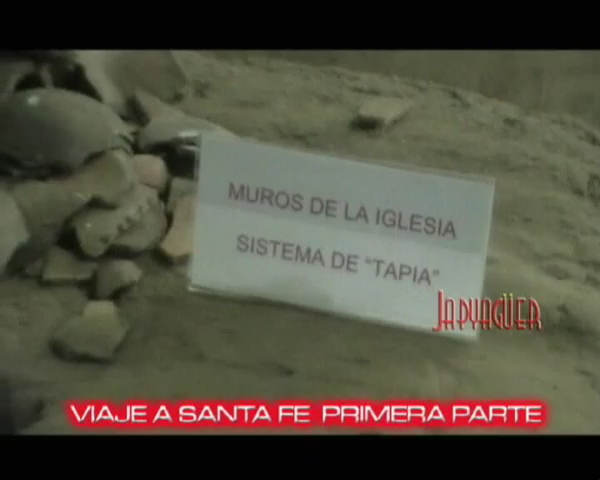 MUROS DE LA IGLESIA
SISTEMA DE "TAPIA"
JAPYAGÜER
VIAJE A SANTA FE PRIMERA PARTE